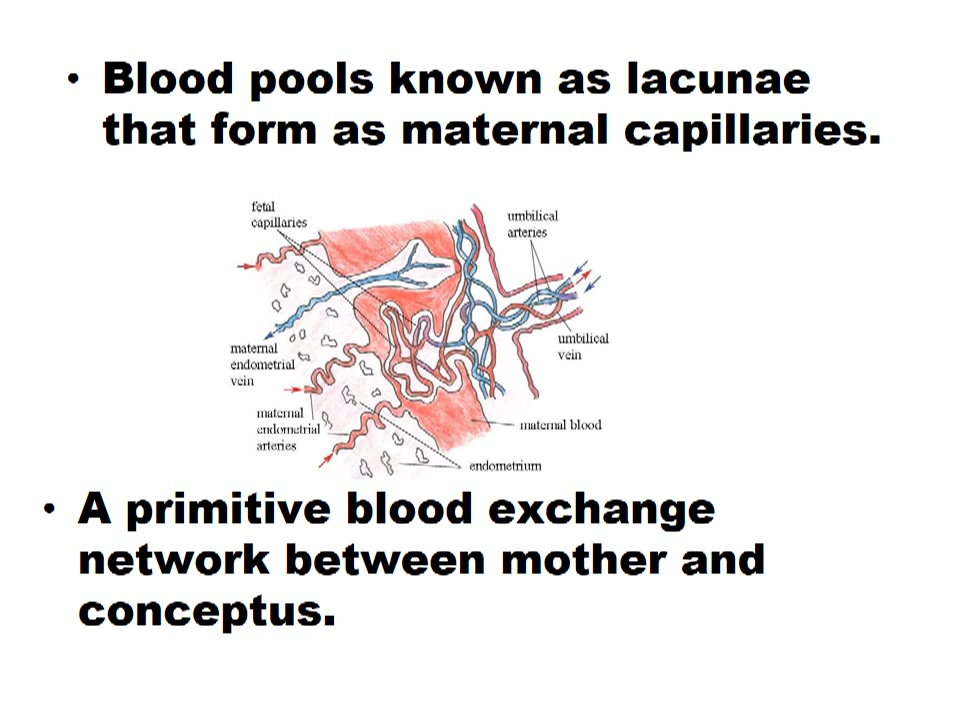 • Blood pools known as lacunae
that form as maternal capillaries.
fetal
capillaries
umbilical
arteries
umbilical
vein
maternal
endometrial
vein
maternal
endometrial
arteries
maternal blood
endometrium
• A primitive blood exchange
network between mother and
conceptus.